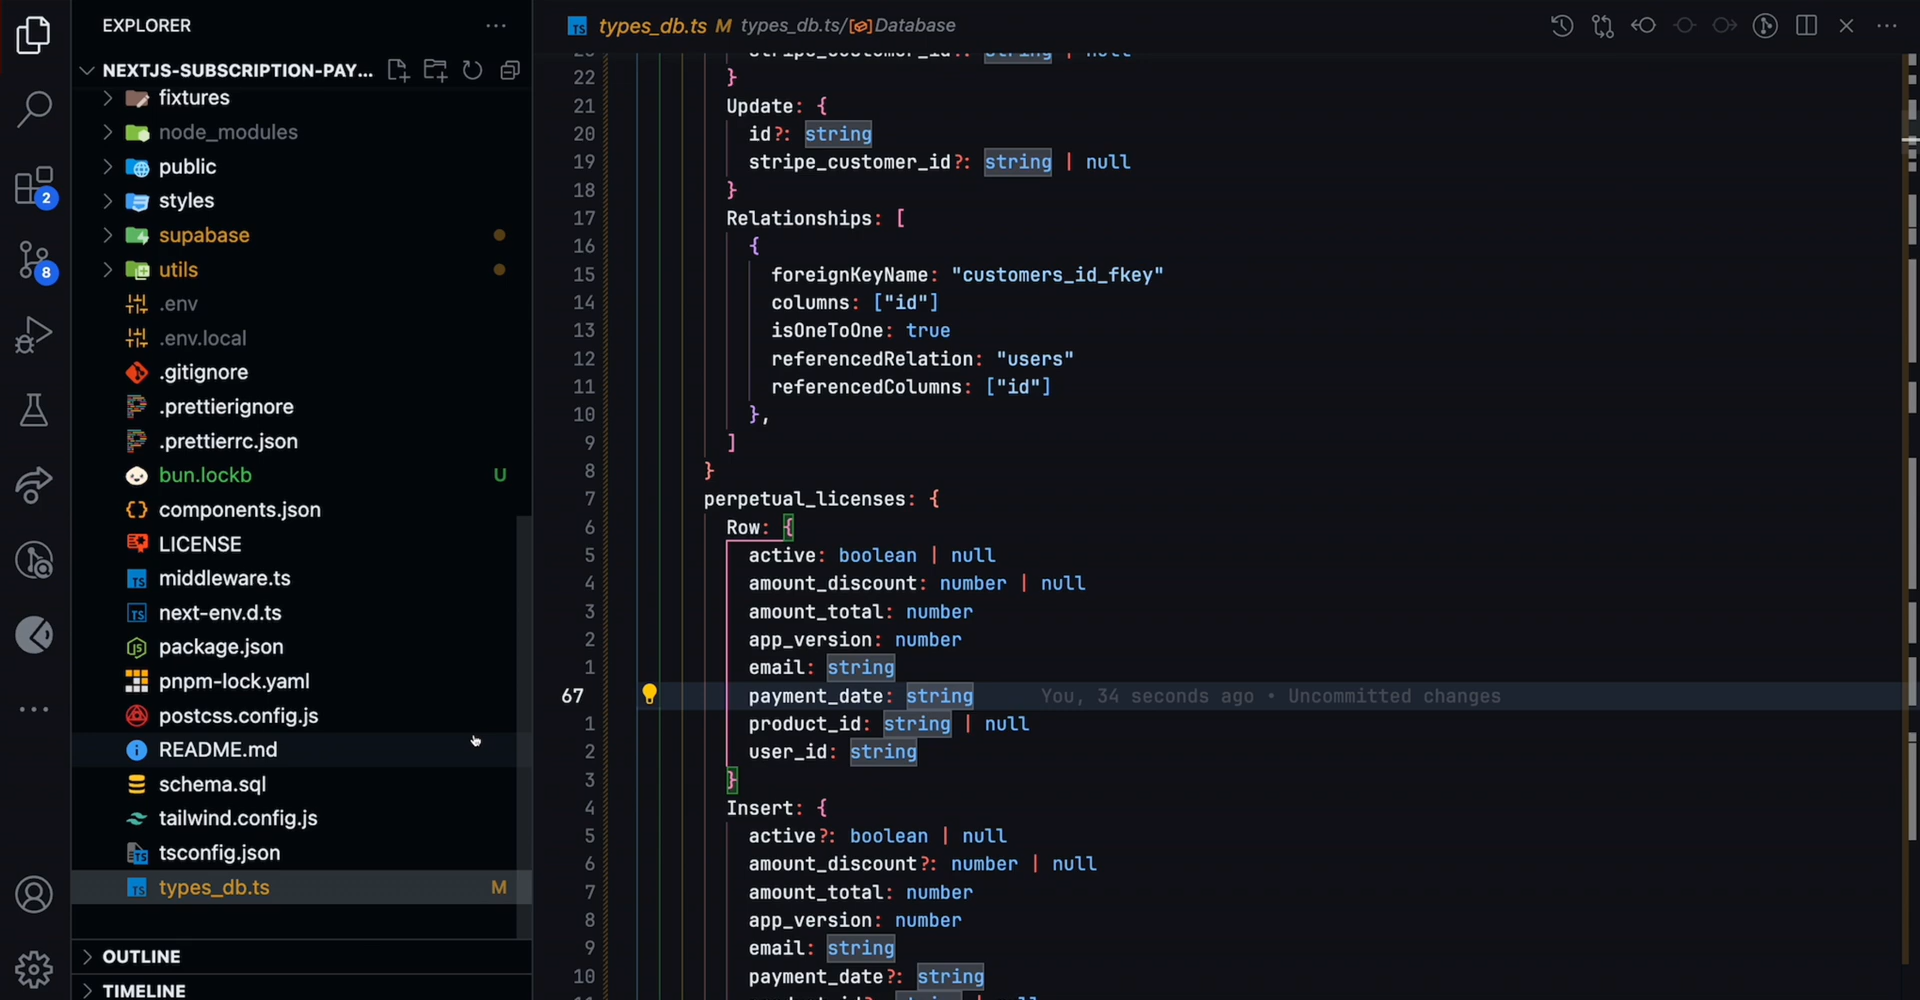 EXPLORER
NEXTJS-SUBSCRIPTION-PAY...
fixtures
node_modules
public
styles
supabase
utils
.env
.env.local
.gitignore
.prettierignore
.prettierrc.json
bun.lockb U
components.json
LICENSE
middleware.ts
next-env.d.ts
package.json
pnpm-lock.yaml
postcss.config.js
README.md
schema.sql
tailwind.config.js
tsconfig.json
types_db.ts M
OUTLINE
TIMELINE
2
8
types_db.ts M types_db.ts/Database
stripe_customer_id?: string | null
22 }
21 Update: {
20 id?: string
19 stripe_customer_id?: string | null
18 }
17 Relationships: [
16 {
15 foreignKeyName: "customers_id_fkey"
14 columns: ["id"]
13 isOneToOne: true
12 referencedRelation: "users"
11 referencedColumns: ["id"]
10 },
9 ]
8 }
7 perpetual_licenses: {
6 Row: {
5 active: boolean | null
4 amount_discount: number | null
3 amount_total: number
2 app_version: number
1 email: string
67 payment_date: string You, 34 seconds ago • Uncommitted changes
1 product_id: string | null
2 user_id: string
3 }
4 Insert: {
5 active?: boolean | null
6 amount_discount?: number | null
7 amount_total: number
8 app_version: number
9 email: string
10 payment_date?: string